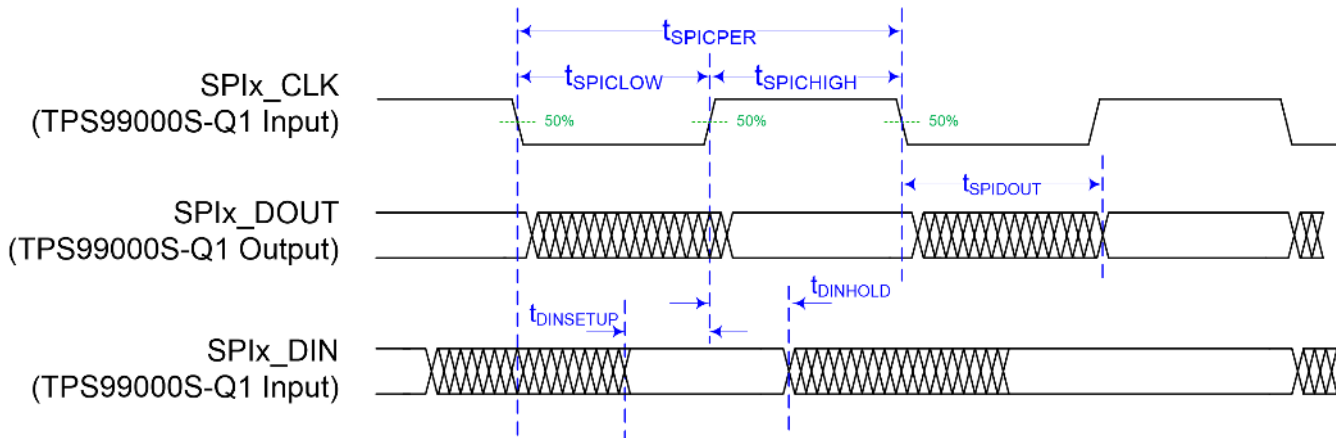 tSPICPER
tSPICLOW
tSPICHIGH
SPIx_CLK
(TPS99000S-Q1 Input)
50%
50%
50%
tSPIDOUT
SPIx_DOUT
(TPS99000S-Q1 Output)
tDINHOLD
tDINSETUP
SPIx_DIN
(TPS99000S-Q1 Input)